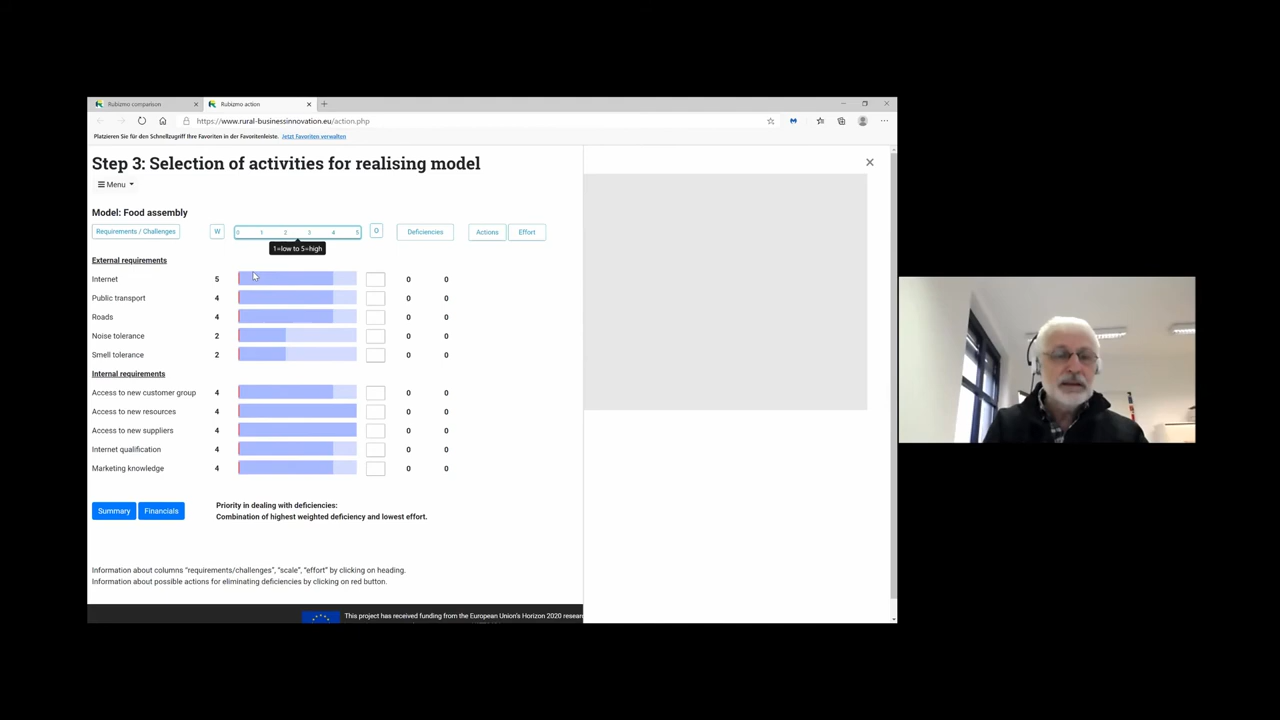 Rubizmo comparison
Rubizmo action
https://www.rural-businessinnovation.eu/action.php
Platzieren Sie für den Schnellzugriff Ihre Favoriten in der Favoritenleiste. Jetzt Favoriten verwalten
Step 3: Selection of activities for realising model
Menu
Model: Food assembly
Requirements / Challenges W 0 1 2 3 4 5 O Deficiencies Actions Effort
1=low to 5=high
External requirements
Internet 5 0 0
Public transport 4 0 0
Roads 4 0 0
Noise tolerance 2 0 0
Smell tolerance 2 0 0
Internal requirements
Access to new customer group 4 0 0
Access to new resources 4 0 0
Access to new suppliers 4 0 0
Internet qualification 4 0 0
Marketing knowledge 4 0 0
Summary Financials
Priority in dealing with deficiencies:
Combination of highest weighted deficiency and lowest effort.
Information about columns "requirements/challenges", "scale", "effort" by clicking on heading.
Information about possible actions for eliminating deficiencies by clicking on red button.
This project has received funding from the European Union's Horizon 2020 resear